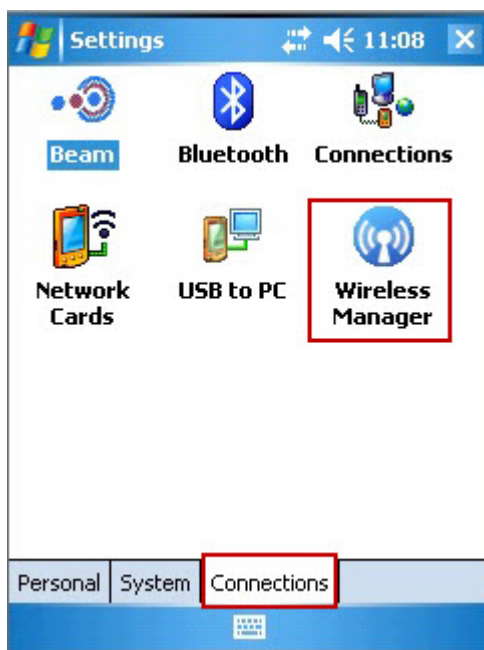 Settings 11:08
Beam Bluetooth Connections
Network Cards USB to PC Wireless Manager
Personal System Connections